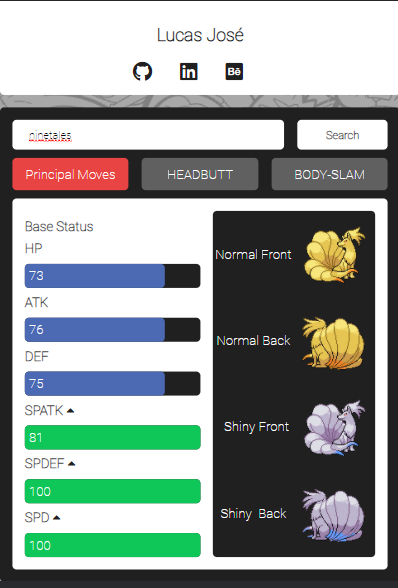 Lucas José
Bē
ninetales
Search
Principal Moves
HEADBUTT
BODY-SLAM
Base Status
HP
73
ATK
76
DEF
75
SPATK
81
SPDEF
100
SPD
100
Normal Front
Normal Back
Shiny Front
Shiny Back